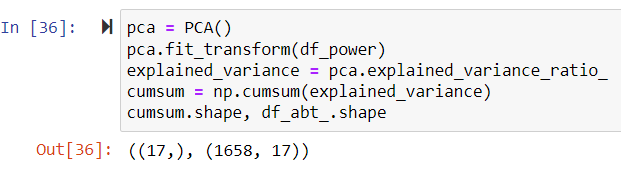 In [36]:
pca = PCA()
pca.fit_transform(df_power)
explained_variance = pca.explained_variance_ratio_
cumsum = np.cumsum(explained_variance)
cumsum.shape, df_abt_.shape
Out[36]: ((17,), (1658, 17))